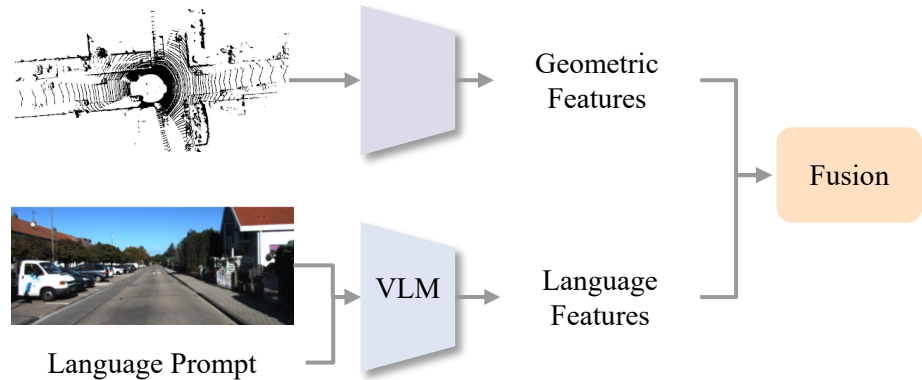 Geometric
Features
Fusion
VLM
Language
Features
Language Prompt